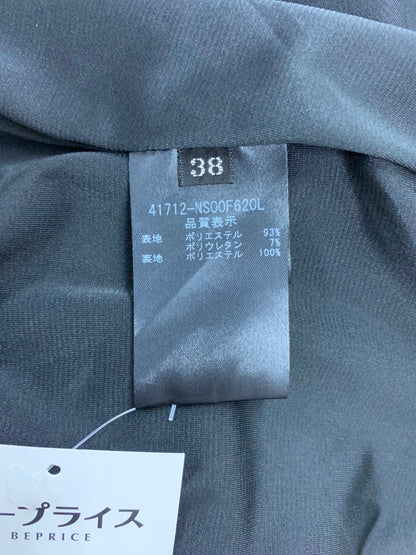 38
41712-NS00F620L
品質表示
表地 ポリエステル 93%
ポリウレタン 7%
裏地 ポリエステル 100%
ープライス
BEPRICE